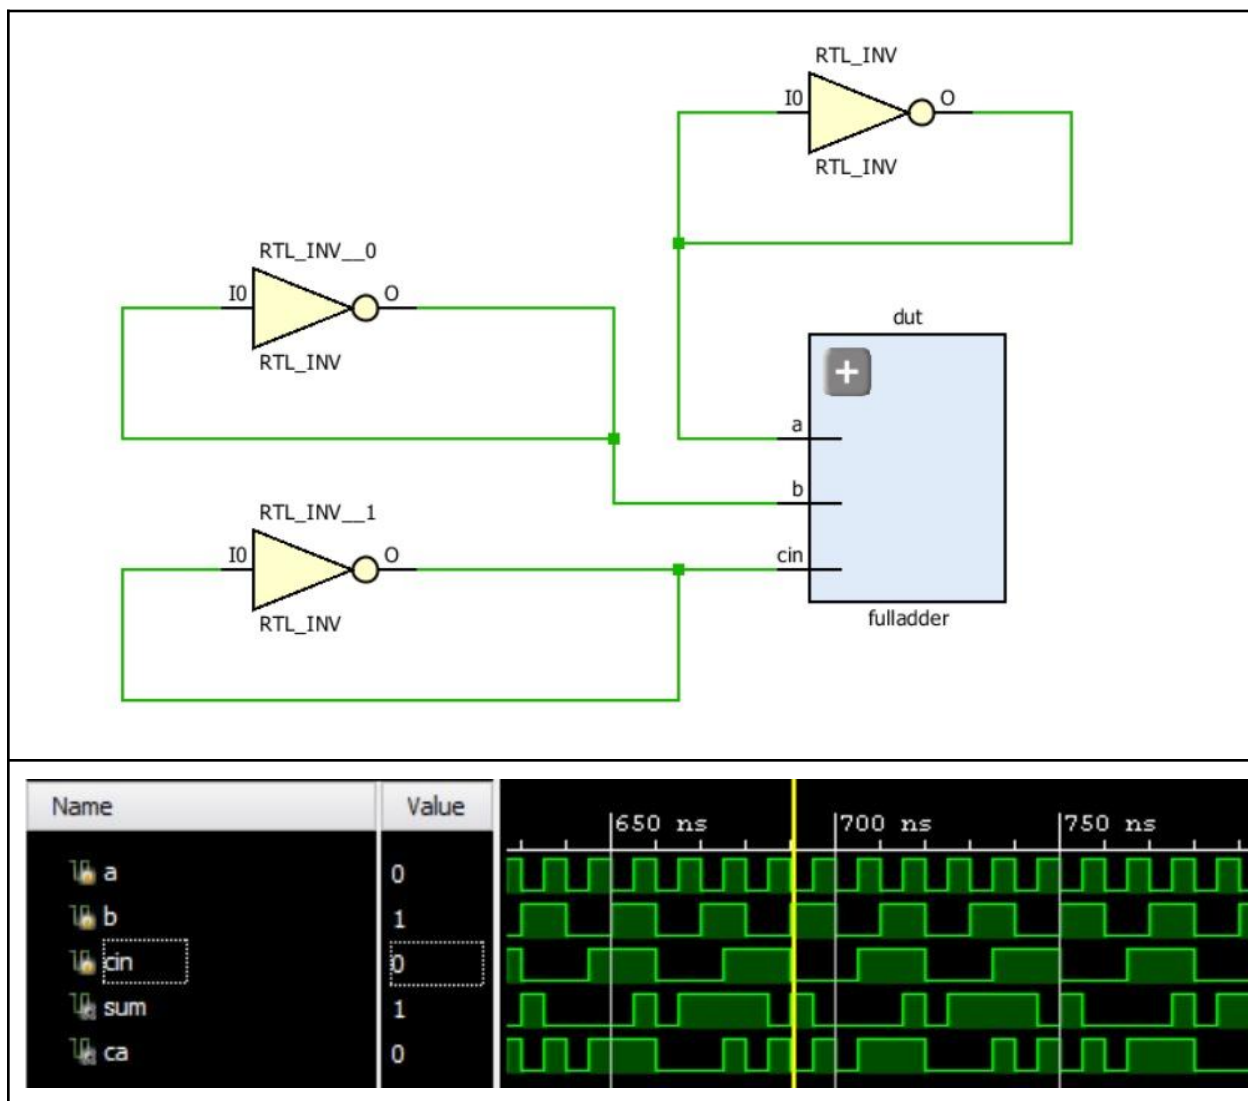 RTL_INV
I0
O
RTL_INV
RTL_INV__0
I0
O
RTL_INV
dut
+
a
b
RTL_INV__1
I0
O
cin
RTL_INV
fulladder
Name
Value
650 ns
700 ns
750 ns
a
0
b
1
cin
0
sum
1
ca
0